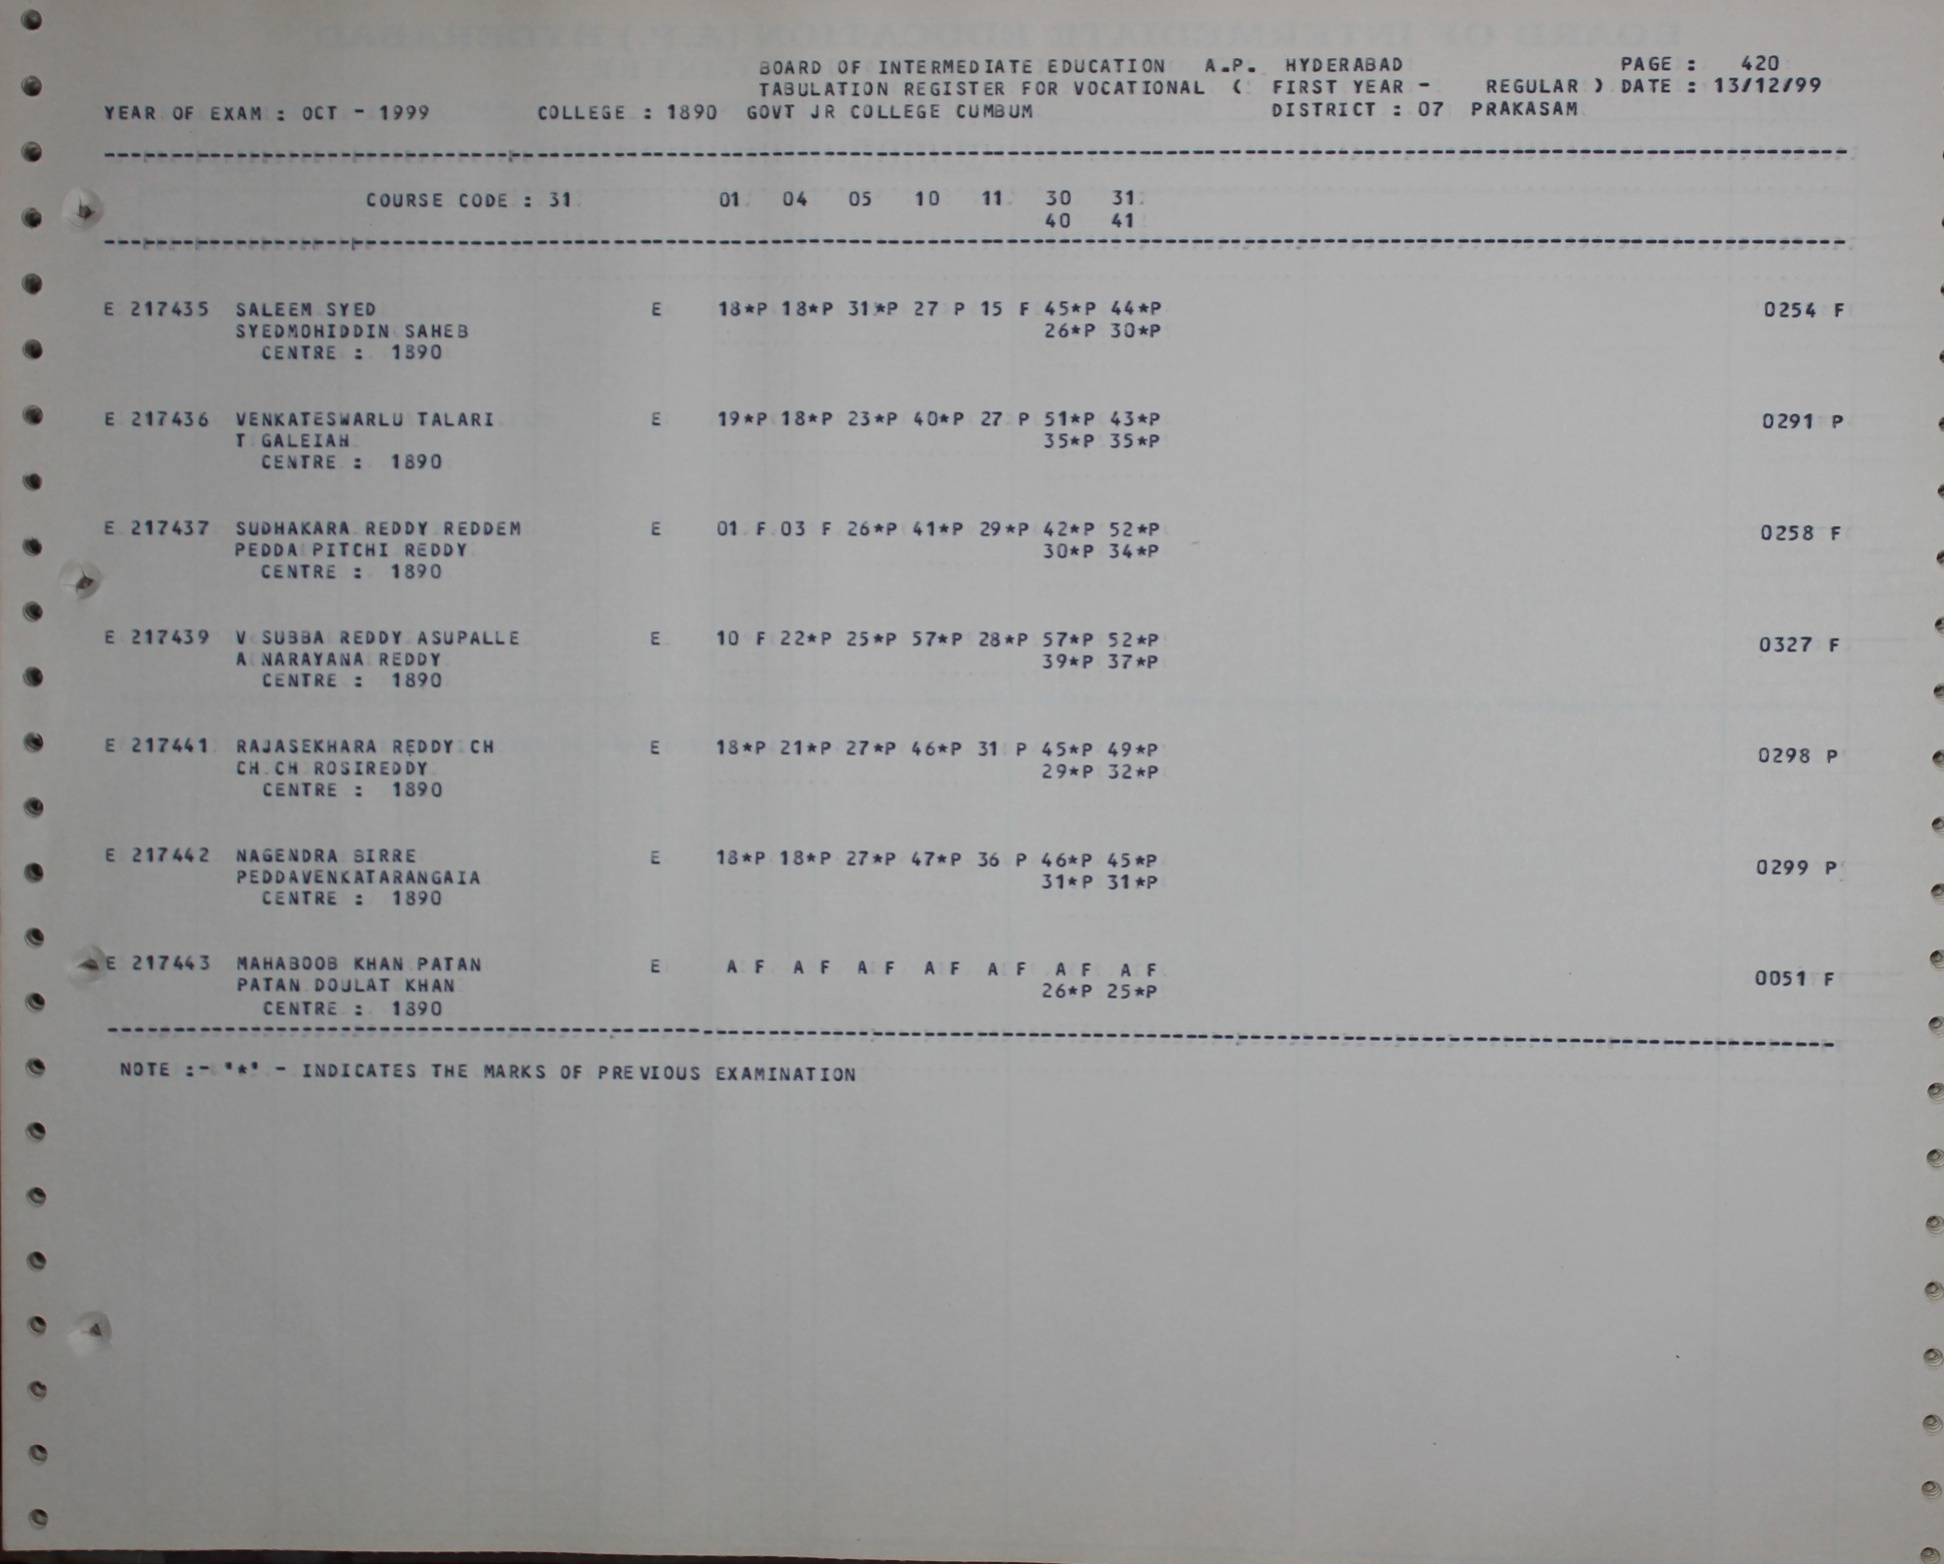 BOARD OF INTERMEDIATE EDUCATION A.P. HYDERABAD PAGE : 420
TABULATION REGISTER FOR VOCATIONAL ( FIRST YEAR - REGULAR ) DATE : 13/12/99
YEAR OF EXAM : OCT - 1999 COLLEGE : 1890 GOVT JR COLLEGE CUMBUM DISTRICT : 07 PRAKASAM
COURSE CODE : 31 01 04 05 10 11 30 31
40 41
E 217435 SALEEM SYED E 18*P 18*P 31*P 27 P 15 F 45*P 44*P 0254 F
SYEDMOHIDDIN SAHEB 26*P 30*P
CENTRE : 1890
E 217436 VENKATESWARLU TALARI E 19*P 18*P 23*P 40*P 27 P 51*P 43*P 0291 P
T GALEIAH 35*P 35*P
CENTRE : 1890
E 217437 SUDHAKARA REDDY REDDEM E 01 F 03 F 26*P 41*P 29*P 42*P 52*P 0258 F
PEDDA PITCHI REDDY 30*P 34*P
CENTRE : 1890
E 217439 V SUBBA REDDY ASUPALLE E 10 F 22*P 25*P 57*P 28*P 57*P 52*P 0327 F
A NARAYANA REDDY 39*P 37*P
CENTRE : 1890
E 217441 RAJASEKHARA REDDY CH E 18*P 21*P 27*P 46*P 31 P 45*P 49*P 0298 P
CH CH ROSIREDDY 29*P 32*P
CENTRE : 1890
E 217442 NAGENDRA BIRRE E 18*P 18*P 27*P 47*P 36 P 46*P 45*P 0299 P
PEDDAVENKATARANGAIA 31*P 31*P
CENTRE : 1890
E 217443 MAHABOOB KHAN PATAN E A F A F A F A F A F A F A F 0051 F
PATAN DOULAT KHAN 26*P 25*P
CENTRE : 1890
NOTE :- '*' - INDICATES THE MARKS OF PREVIOUS EXAMINATION